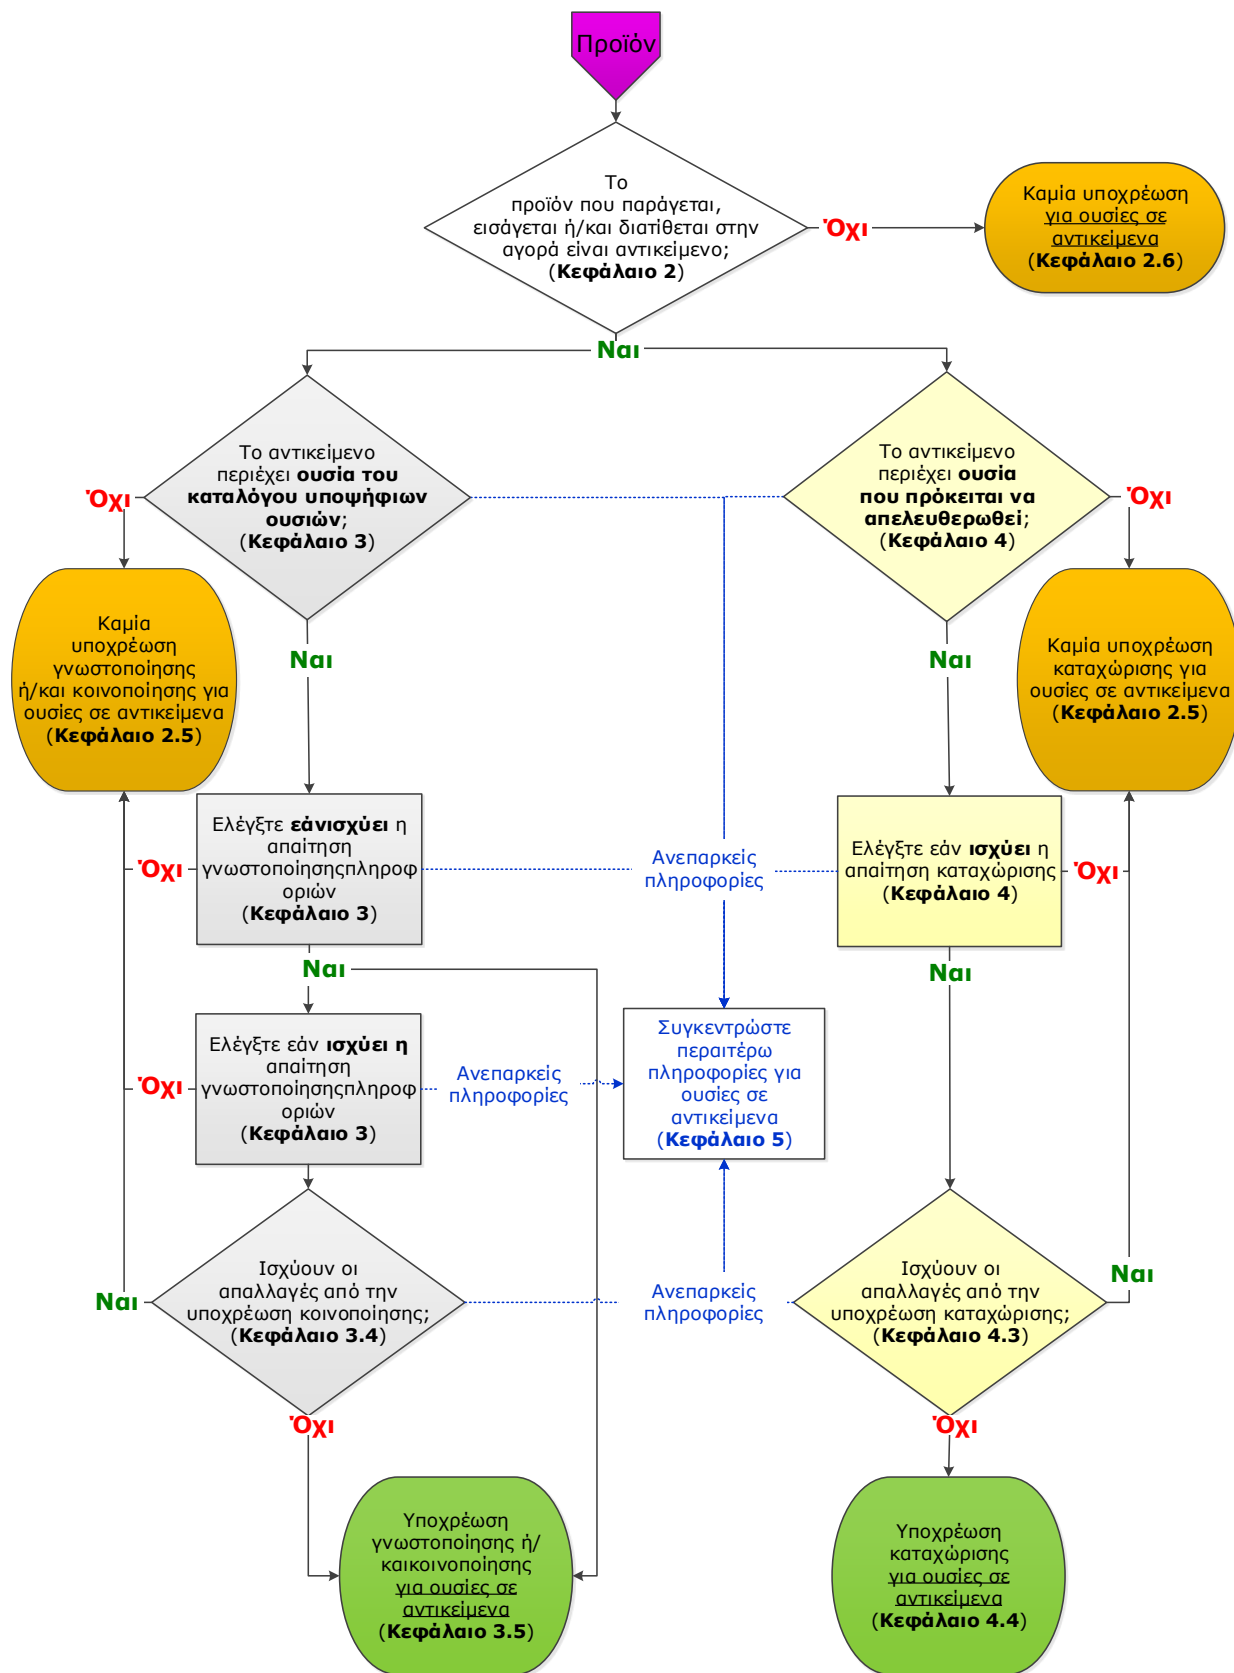 Προϊόν
Το
προϊόν που παράγεται,
εισάγεται ή/και διατίθεται στην
αγορά είναι αντικείμενο;
(Κεφάλαιο 2)
Όχι
Καμία υποχρέωση
για ουσίες σε
αντικείμενα
(Κεφάλαιο 2.6)
Ναι
Το αντικείμενο
περιέχει ουσία του
καταλόγου υποψήφιων
ουσιών;
(Κεφάλαιο 3)
Όχι
Το αντικείμενο
περιέχει ουσία
που πρόκειται να
απελευθερωθεί;
(Κεφάλαιο 4)
Όχι
Καμία
υποχρέωση
γνωστοποίησης
ή/και κοινοποίησης για
ουσίες σε αντικείμενα
(Κεφάλαιο 2.5)
Ναι
Ναι
Καμία υποχρέωση
καταχώρισης για
ουσίες σε αντικείμενα
(Κεφάλαιο 2.5)
Ελέγξτε εάνισχύει η
απαίτηση
γνωστοποίησηςπληροφ
οριών
(Κεφάλαιο 3)
Όχι
Ανεπαρκείς
πληροφορίες
Ελέγξτε εάν ισχύει η
απαίτηση καταχώρισης
(Κεφάλαιο 4)
Όχι
Ναι
Ναι
Ελέγξτε εάν ισχύει η
απαίτηση
γνωστοποίησηςπληροφ
οριών
(Κεφάλαιο 3)
Όχι
Ανεπαρκείς
πληροφορίες
Συγκεντρώστε
περαιτέρω
πληροφορίες για
ουσίες σε
αντικείμενα
(Κεφάλαιο 5)
Ισχύουν οι
απαλλαγές από την
υποχρέωση κοινοποίησης;
(Κεφάλαιο 3.4)
Ναι
Ανεπαρκείς
πληροφορίες
Ισχύουν οι
απαλλαγές από την
υποχρέωση καταχώρισης;
(Κεφάλαιο 4.3)
Ναι
Όχι
Όχι
Υποχρέωση
γνωστοποίησης ή/
καικοινοποίησης
για ουσίες σε
αντικείμενα
(Κεφάλαιο 3.5)
Υποχρέωση
καταχώρισης
για ουσίες σε
αντικείμενα
(Κεφάλαιο 4.4)